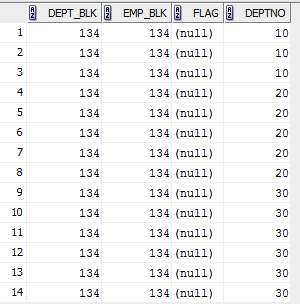 DEPT_BLK EMP_BLK FLAG DEPTNO
1 134 134 (null) 10
2 134 134 (null) 10
3 134 134 (null) 10
4 134 134 (null) 20
5 134 134 (null) 20
6 134 134 (null) 20
7 134 134 (null) 20
8 134 134 (null) 20
9 134 134 (null) 30
10 134 134 (null) 30
11 134 134 (null) 30
12 134 134 (null) 30
13 134 134 (null) 30
14 134 134 (null) 30